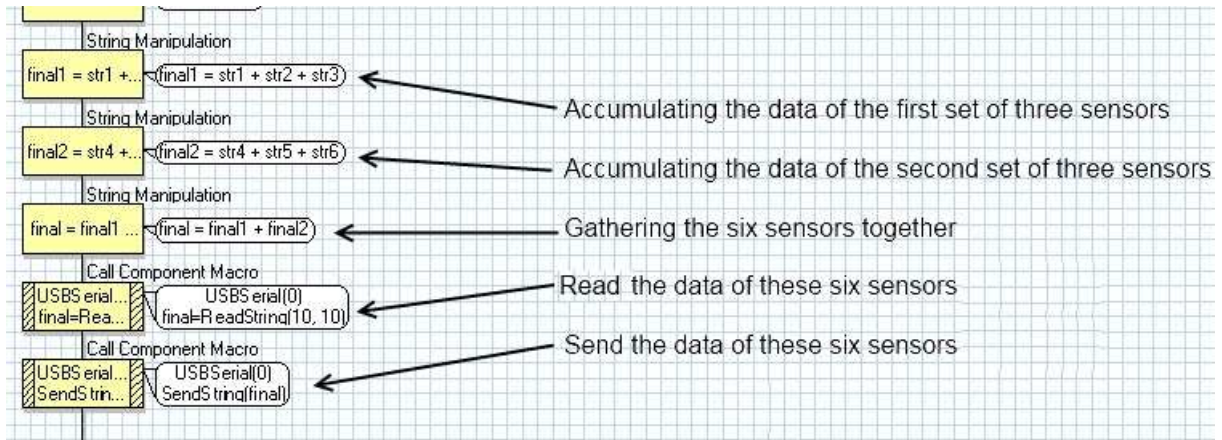 String Manipulation
final1 = str1 +... final1 = str1 + str2 + str3
Accumulating the data of the first set of three sensors
String Manipulation
final2 = str4 +... final2 = str4 + str5 + str6
Accumulating the data of the second set of three sensors
String Manipulation
final = final1 ... final = final1 + final2
Gathering the six sensors together
Call Component Macro
USBSerial... USBSerial(0)
final=Rea... final=ReadString(10, 10)
Read the data of these six sensors
Call Component Macro
USBSerial... USBSerial(0)
SendStrin... SendString(final)
Send the data of these six sensors